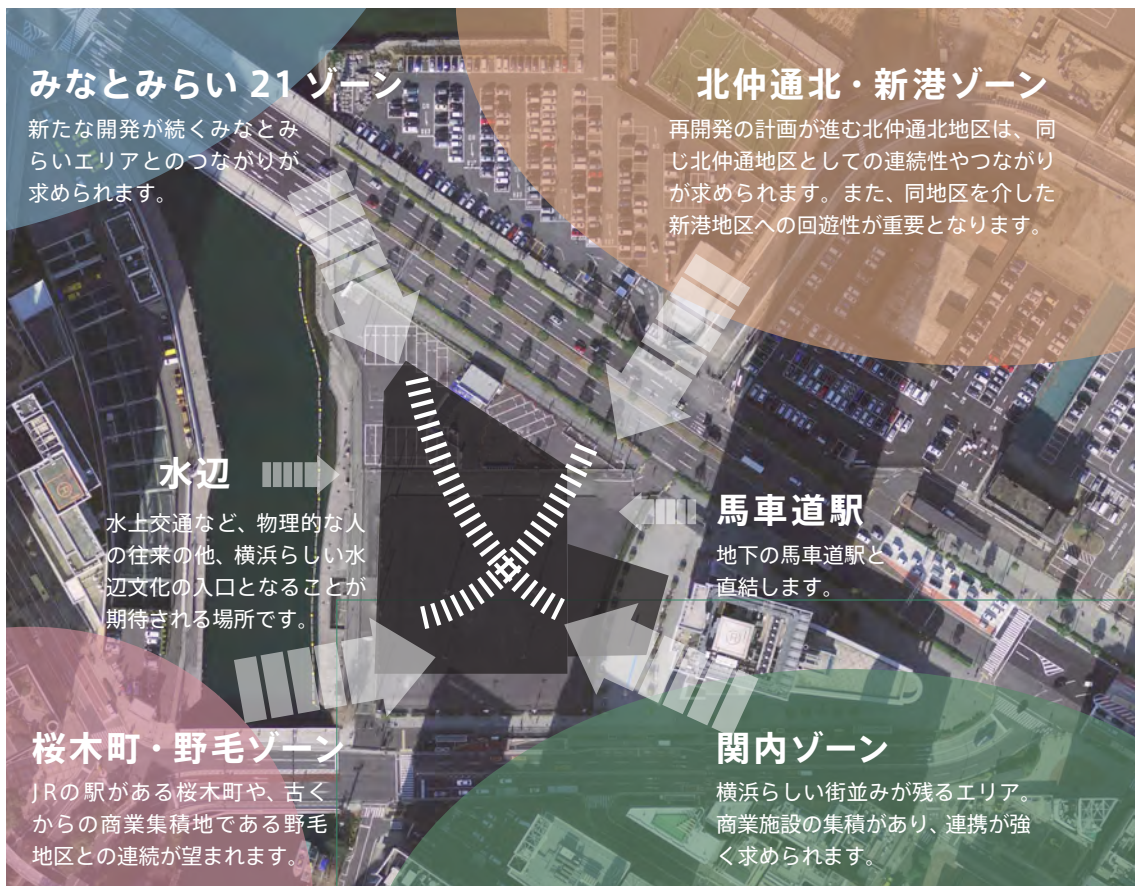 みなとみらい 21 ゾーン
新たな開発が続くみなとみ
らいエリアとのつながりが
求められます。
北仲通北・新港ゾーン
再開発の計画が進む北仲通北地区は、同
じ北仲通地区としての連続性やつながり
が求められます。また、同地区を介した
新港地区への回遊性が重要となります。
水辺
水上交通など、物理的な人
の往来の他、横浜らしい水
辺文化の入口となることが
期待される場所です。
馬車道駅
地下の馬車道駅と
直結します。
桜木町・野毛ゾーン
JRの駅がある桜木町や、古く
からの商業集積地である野毛
地区との連続が望まれます。
関内ゾーン
横浜らしい街並みが残るエリア。
商業施設の集積があり、連携が強
く求められます。